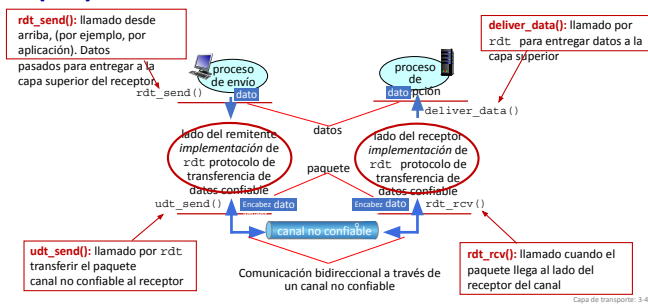 rdt_send(): llamado desde
arriba, (por ejemplo, por
aplicación). Datos
pasados para entregar a la
capa superior del receptor
deliver_data(): llamado por
rdt para entregar datos a la
capa superior
proceso
de envío
proceso
de
pción
rdt_send()
dato
dato
deliver_data()
datos
lado del remitente
implementación de
rdt protocolo de
transferencia de
datos confiable
lado del receptor
implementación de
rdt protocolo de
transferencia de
datos confiable
paquete
udt_send()
Encabez dato
Encabez dato
rdt_rcv()
canal no confiable
udt_send(): llamado por rdt
transferir el paquete
canal no confiable al receptor
rdt_rcv(): llamado cuando el
paquete llega al lado del
receptor del canal
Comunicación bidireccional a través de
un canal no confiable
Capa de transporte: 3-4